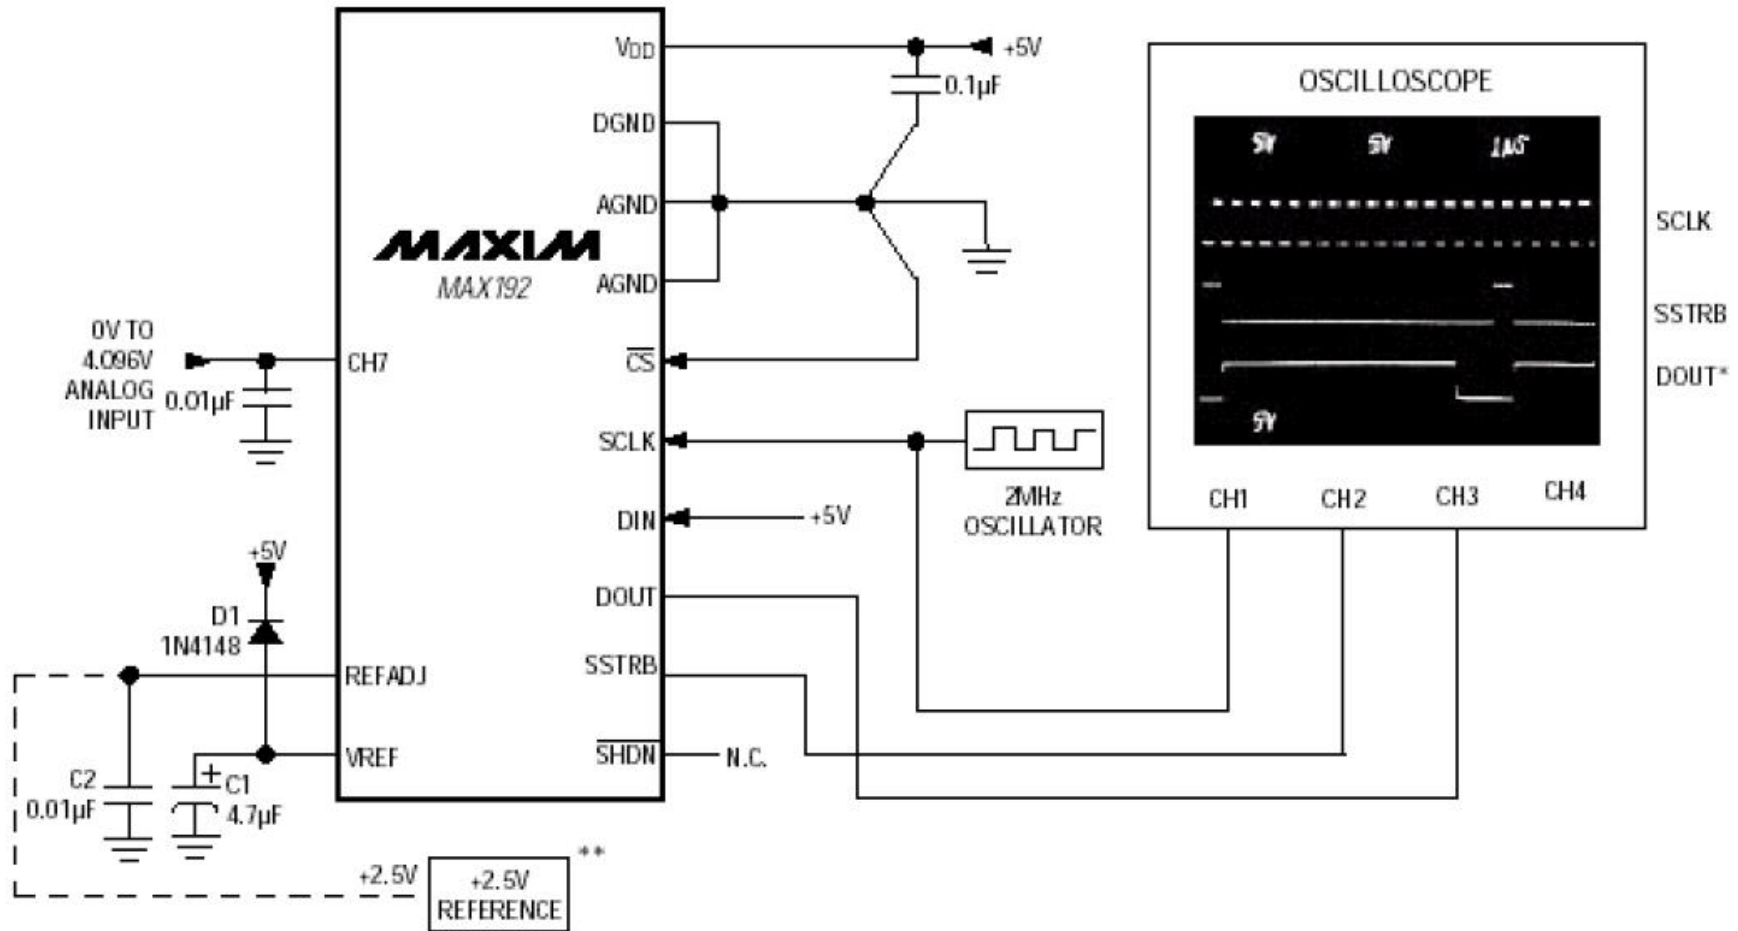 VDD
+5V
0.1µF
DGND
AGND
AGND
MAXIM
MAX192
0V TO
4.096V
ANALOG
INPUT
0.01µF
CH7
CS
SCLK
2MHz
OSCILLATOR
DIN
+5V
DOUT
SSTRB
SHDN
N.C.
+5V
D1
1N4148
REFADJ
VREF
C2
0.01µF
+
C1
4.7µF
+2.5V
+2.5V
REFERENCE
**
OSCILLOSCOPE
5V
5V
1µS
5V
SCLK
SSTRB
DOUT*
CH1
CH2
CH3
CH4